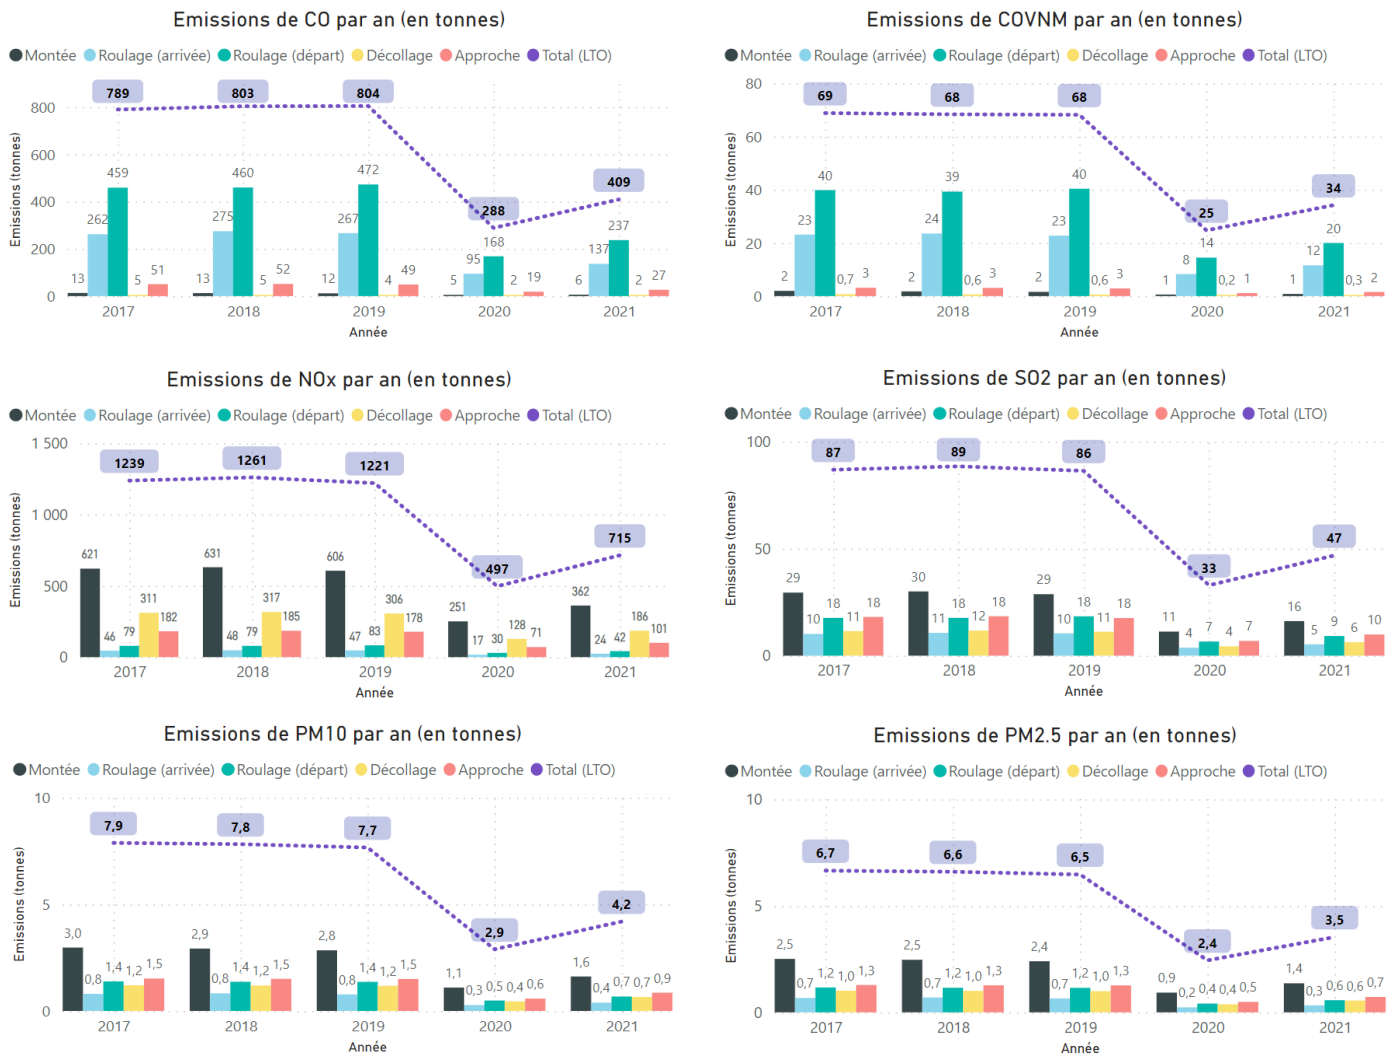 Emissions de CO par an (en tonnes)
Montée Roulage (arrivée) Roulage (départ) Décollage Approche Total (LTO)
Emissions (tonnes)
800
600
400
200
0
789 803 804 288 409
13 262 459 5 51
13 275 460 5 52
12 267 472 4 49
5 95 168 2 19
6 137 237 2 27
2017 2018 2019 2020 2021
Année
Emissions de COVNM par an (en tonnes)
Montée Roulage (arrivée) Roulage (départ) Décollage Approche Total (LTO)
Emissions (tonnes)
80
60
40
20
0
69 68 68 25 34
2 23 40 0,7 3
2 24 39 0,6 3
2 23 40 0,6 3
1 8 14 0,2 1
1 12 20 0,3 2
2017 2018 2019 2020 2021
Année
Emissions de NOx par an (en tonnes)
Montée Roulage (arrivée) Roulage (départ) Décollage Approche Total (LTO)
Emissions (tonnes)
1 500
1 000
500
0
1239 1261 1221 497 715
621 46 79 311 182
631 48 79 317 185
606 47 83 306 178
251 17 30 128 71
362 24 42 186 101
2017 2018 2019 2020 2021
Année
Emissions de SO2 par an (en tonnes)
Montée Roulage (arrivée) Roulage (départ) Décollage Approche Total (LTO)
Emissions (tonnes)
100
50
0
87 89 86 33 47
29 10 18 11 18
30 11 18 12 18
29 10 18 11 18
11 4 7 4 7
16 5 9 6 10
2017 2018 2019 2020 2021
Année
Emissions de PM10 par an (en tonnes)
Montée Roulage (arrivée) Roulage (départ) Décollage Approche Total (LTO)
Emissions (tonnes)
10
5
0
7,9 7,8 7,7 2,9 4,2
3,0 0,8 1,4 1,2 1,5
2,9 0,8 1,4 1,2 1,5
2,8 0,8 1,4 1,2 1,5
1,1 0,3 0,5 0,4 0,6
1,6 0,4 0,7 0,7 0,9
2017 2018 2019 2020 2021
Année
Emissions de PM2.5 par an (en tonnes)
Montée Roulage (arrivée) Roulage (départ) Décollage Approche Total (LTO)
Emissions (tonnes)
10
5
0
6,7 6,6 6,5 2,4 3,5
2,5 0,7 1,2 1,0 1,3
2,5 0,7 1,2 1,0 1,3
2,4 0,7 1,2 1,0 1,3
0,9 0,2 0,4 0,4 0,5
1,4 0,3 0,6 0,6 0,7
2017 2018 2019 2020 2021
Année